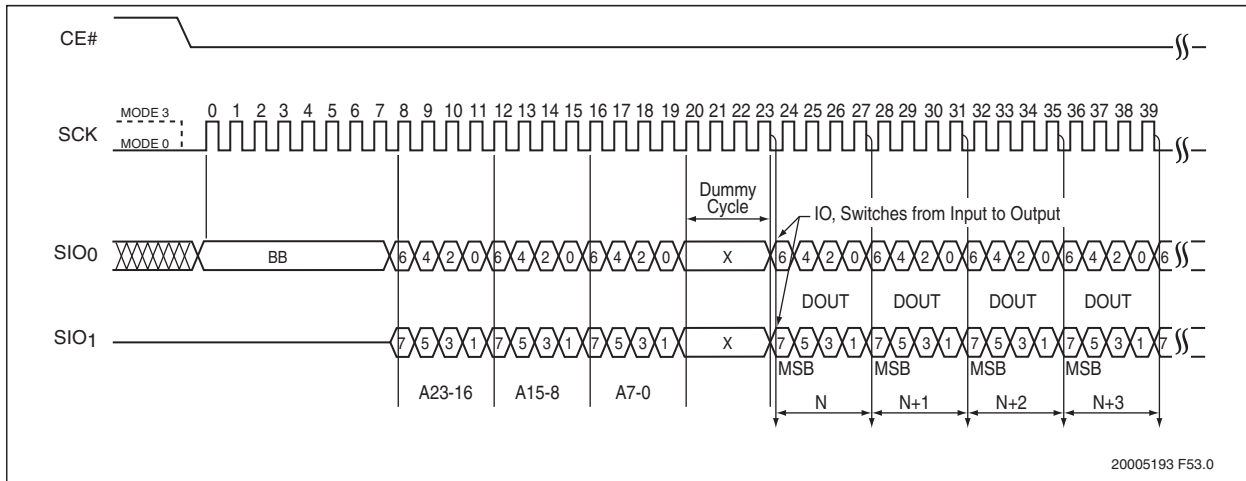 CE#
MODE 3
0 1 2 3 4 5 6 7 8 9 10 11 12 13 14 15 16 17 18 19 20 21 22 23 24 25 26 27 28 29 30 31 32 33 34 35 36 37 38 39
SCK
MODE 0
Dummy
Cycle
IO, Switches from Input to Output
SIO0 BB 6 4 2 0 6 4 2 0 6 4 2 0 X 6 4 2 0 6 4 2 0 6 4 2 0 6 4 2 0 6
DOUT DOUT DOUT DOUT
SIO1 7 5 3 1 7 5 3 1 7 5 3 1 X 7 5 3 1 7 5 3 1 7 5 3 1 7 5 3 1 7
MSB MSB MSB MSB
A23-16 A15-8 A7-0
N N+1 N+2 N+3
20005193 F53.0